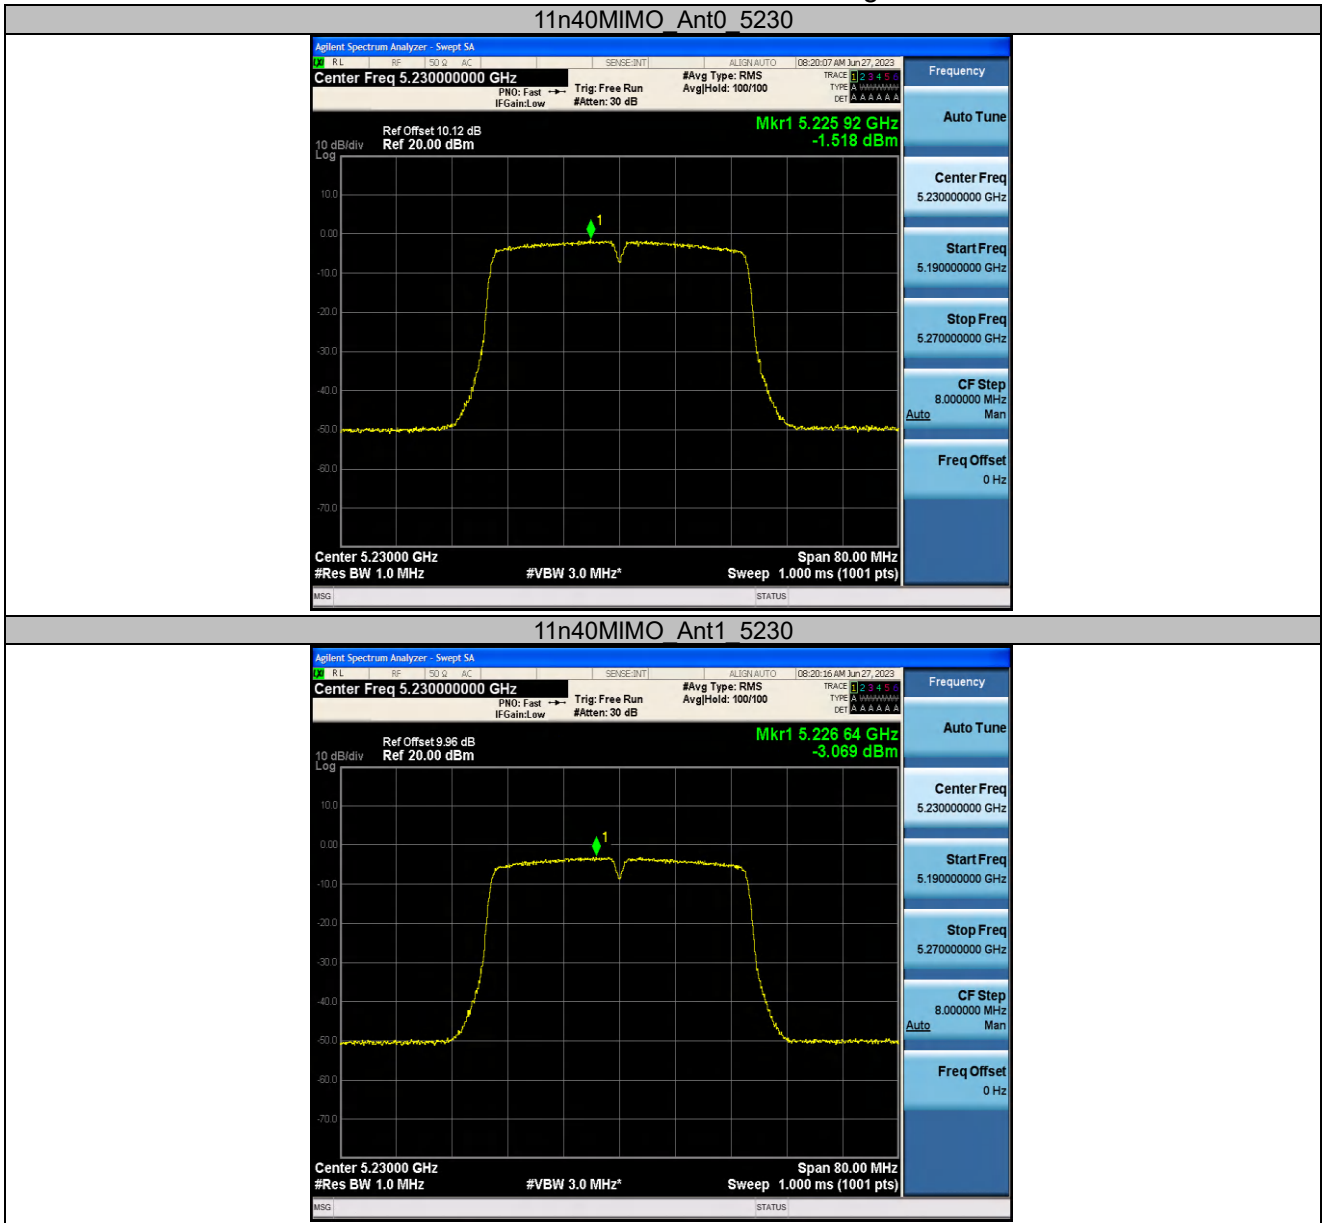 11n40MIMO_Ant0_5230
Agilent Spectrum Analyzer - Swept SA
LXI RL RF 50 Ω AC SENSE:INT ALIGN AUTO 08:20:07 AM Jun 27, 2023
Center Freq 5.230000000 GHz #Avg Type: RMS TRACE 1 2 3 4 5 6
PNO: Fast Trig: Free Run Avg|Hold: 100/100 TYPE A WWWWW
IFGain:Low #Atten: 30 dB DET A A A A A A
Mkr1 5.225 92 GHz
-1.518 dBm
Ref Offset 10.12 dB
10 dB/div Ref 20.00 dBm
Log
10.0
0.00
1
-10.0
-20.0
-30.0
-40.0
-50.0
-60.0
-70.0
Center 5.23000 GHz Span 80.00 MHz
#Res BW 1.0 MHz #VBW 3.0 MHz* Sweep 1.000 ms (1001 pts)
MSG STATUS
Frequency
Auto Tune
Center Freq
5.230000000 GHz
Start Freq
5.190000000 GHz
Stop Freq
5.270000000 GHz
CF Step
8.000000 MHz
Auto Man
Freq Offset
0 Hz
11n40MIMO_Ant1_5230
Agilent Spectrum Analyzer - Swept SA
LXI RL RF 50 Ω AC SENSE:INT ALIGN AUTO 08:20:16 AM Jun 27, 2023
Center Freq 5.230000000 GHz #Avg Type: RMS TRACE 1 2 3 4 5 6
PNO: Fast Trig: Free Run Avg|Hold: 100/100 TYPE A WWWWW
IFGain:Low #Atten: 30 dB DET A A A A A A
Mkr1 5.226 64 GHz
-3.069 dBm
Ref Offset 9.96 dB
10 dB/div Ref 20.00 dBm
Log
10.0
0.00
1
-10.0
-20.0
-30.0
-40.0
-50.0
-60.0
-70.0
Center 5.23000 GHz Span 80.00 MHz
#Res BW 1.0 MHz #VBW 3.0 MHz* Sweep 1.000 ms (1001 pts)
MSG STATUS
Frequency
Auto Tune
Center Freq
5.230000000 GHz
Start Freq
5.190000000 GHz
Stop Freq
5.270000000 GHz
CF Step
8.000000 MHz
Auto Man
Freq Offset
0 Hz